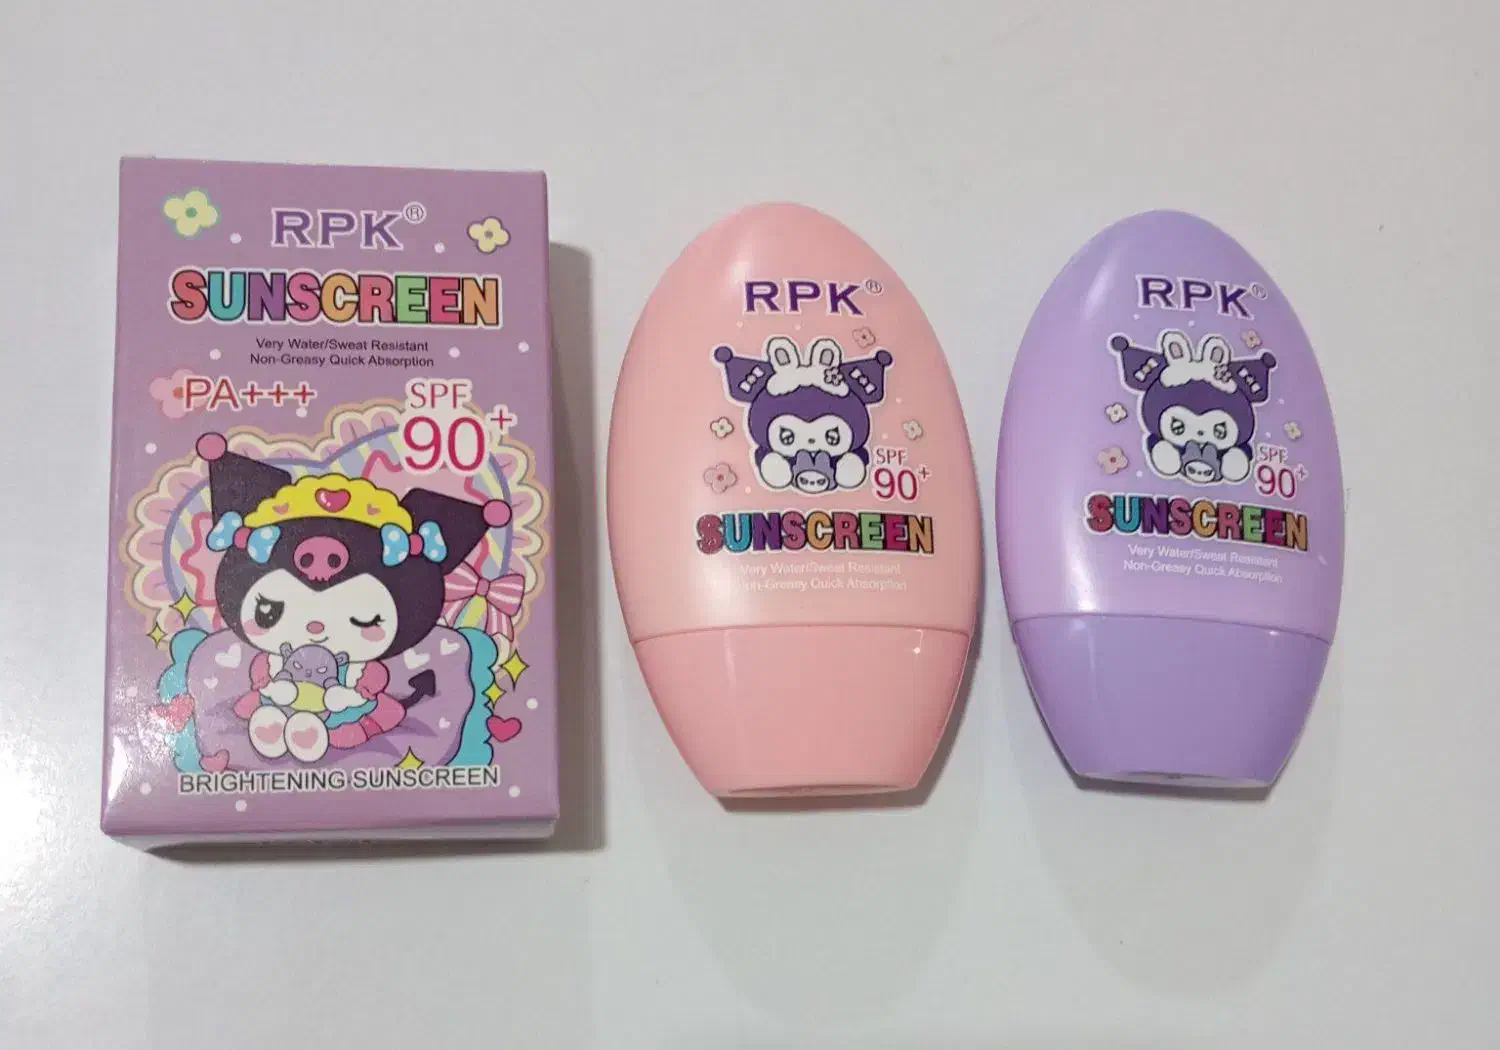 RPK®
SUNSCREEN
Very Water/Sweat Resistant
Non-Greasy Quick Absorption
PA+++
SPF
90+
BRIGHTENING SUNSCREEN
RPK®
SPF
90+
SUNSCREEN
Very Water/Sweat Resistant
Non-Greasy Quick Absorption
RPK®
SPF
90+
SUNSCREEN
Very Water/Sweat Resistant
Non-Greasy Quick Absorption